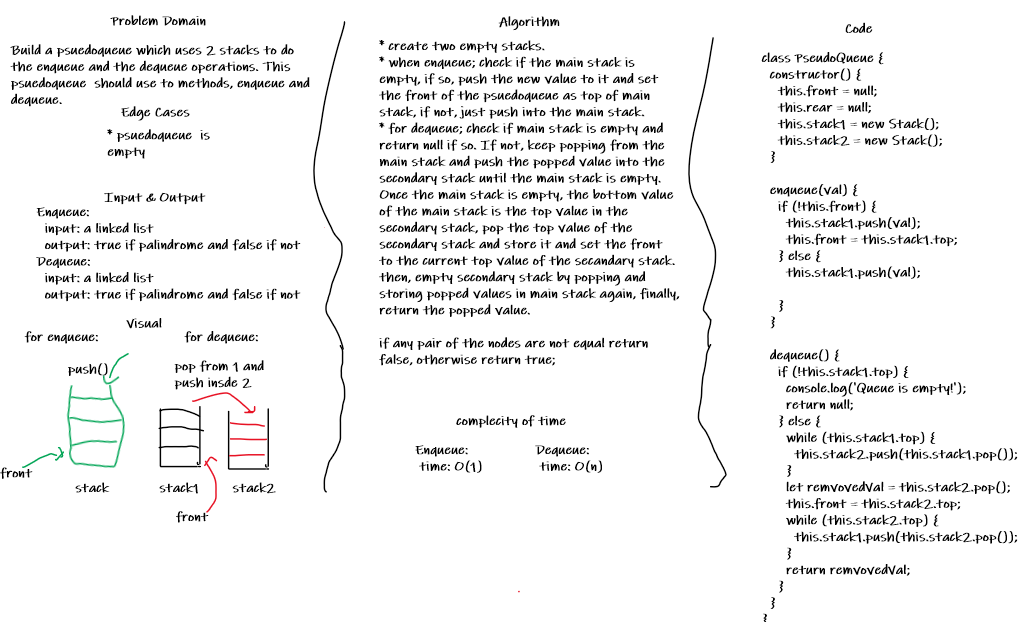 Problem Domain
Build a psuedoqueue which uses 2 stacks to do
the enqueue and the dequeue operations. This
psuedoqueue should use to methods, enqueue and
dequeue.
Edge Cases
* psuedoqueue is
empty
Input & Output
Enqueue:
input: a linked list
output: true if palindrome and false if not
Dequeue:
input: a linked list
output: true if palindrome and false if not
Visual
for enqueue:
for dequeue:
push()
pop from 1 and
push insde 2
front
stack
stack1
stack2
front
Algorithm
* create two empty stacks.
* when enqueue; check if the main stack is
empty, if so, push the new value to it and set
the front of the psuedoqueue as top of main
stack, if not, just push into the main stack.
* for dequeue; check if main stack is empty and
return null if so. If not, keep popping from the
main stack and push the popped value into the
secondary stack until the main stack is empty.
Once the main stack is empty, the bottom value
of the main stack is the top value in the
secondary stack, pop the top value of the
secondary stack and store it and set the front
to the current top value of the secandary stack.
then, empty secondary stack by popping and
storing popped values in main stack again, finally,
return the popped value.
if any pair of the nodes are not equal return
false, otherwise return true;
complecity of time
Enqueue:
time: O(1)
Dequeue:
time: O(n)
Code
class PseudoQueue {
constructor() {
this.front = null;
this.rear = null;
this.stack1 = new Stack();
this.stack2 = new Stack();
}
enqueue(val) {
if (!this.front) {
this.stack1.push(val);
this.front = this.stack1.top;
} else {
this.stack1.push(val);
}
}
dequeue() {
if (!this.stack1.top) {
console.log('Queue is empty!');
return null;
} else {
while (this.stack1.top) {
this.stack2.push(this.stack1.pop());
}
let remvovedVal = this.stack2.pop();
this.front = this.stack2.top;
while (this.stack2.top) {
this.stack1.push(this.stack2.pop());
}
return remvovedVal;
}
}
}